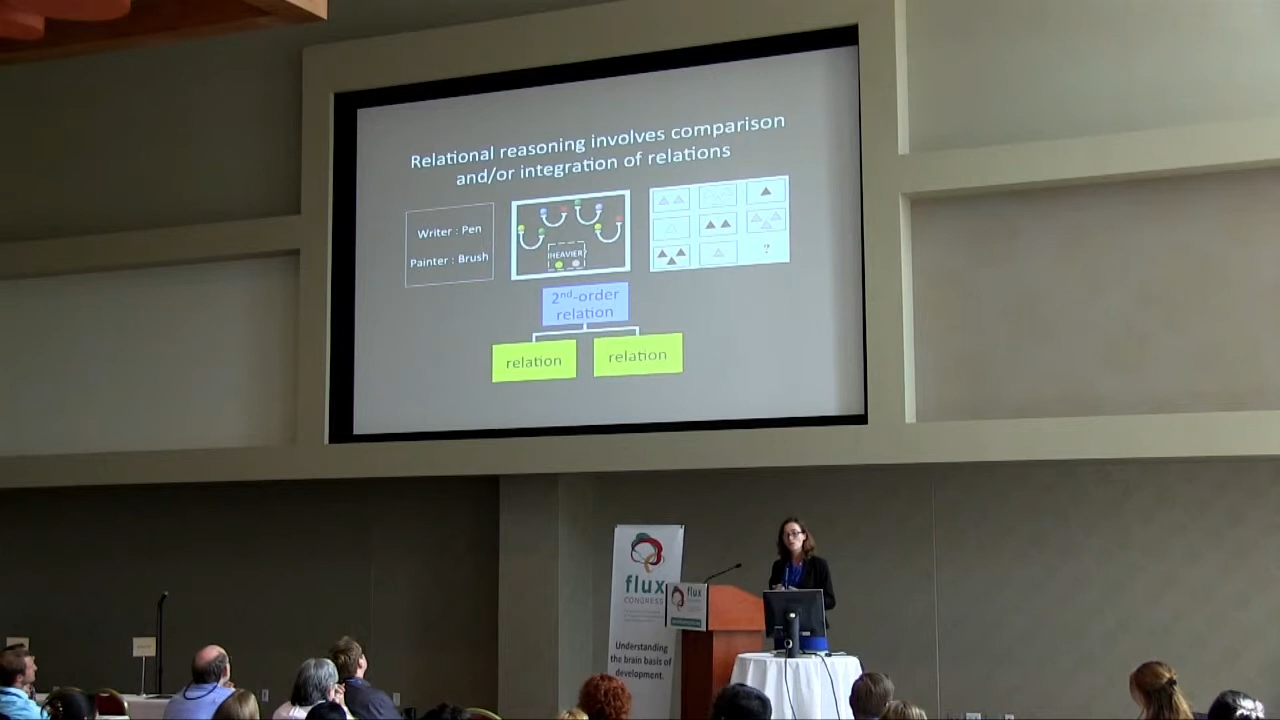 Relational reasoning involves comparison
and/or integration of relations
Writer : Pen
Painter : Brush
HEAVIER?
?
2nd-order
relation
relation
relation
flux
CONGRESS
Understanding
the brain basis of
development.
flux